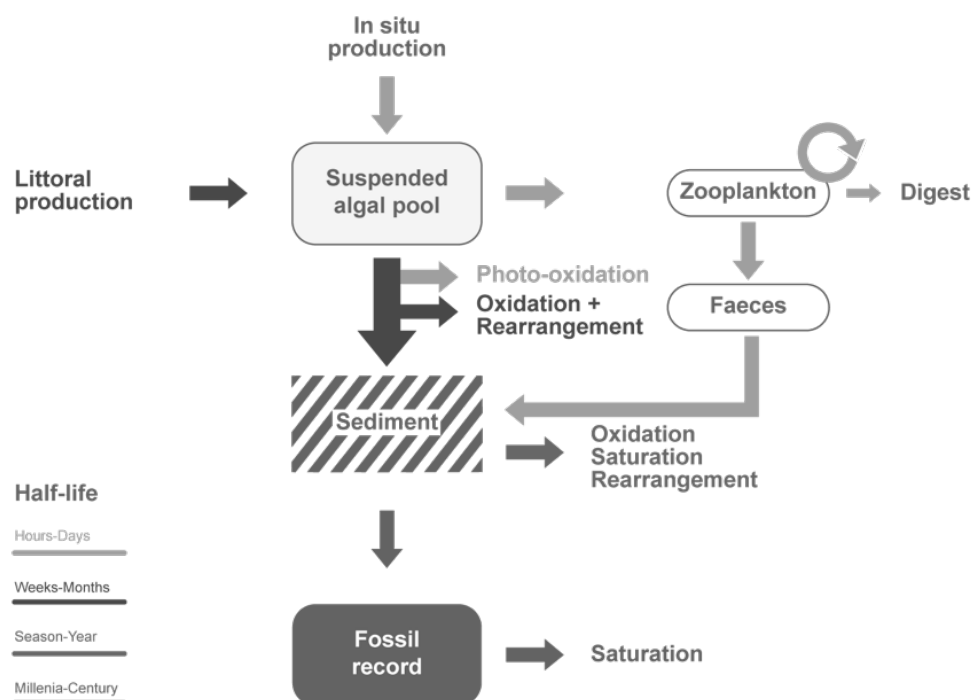 In situ
production
Littoral
production
Suspended
algal pool
Zooplankton
Digest
Photo-oxidation
Oxidation +
Rearrangement
Faeces
Sediment
Oxidation
Saturation
Rearrangement
Half-life
Hours-Days
Weeks-Months
Season-Year
Millenia-Century
Fossil
record
Saturation